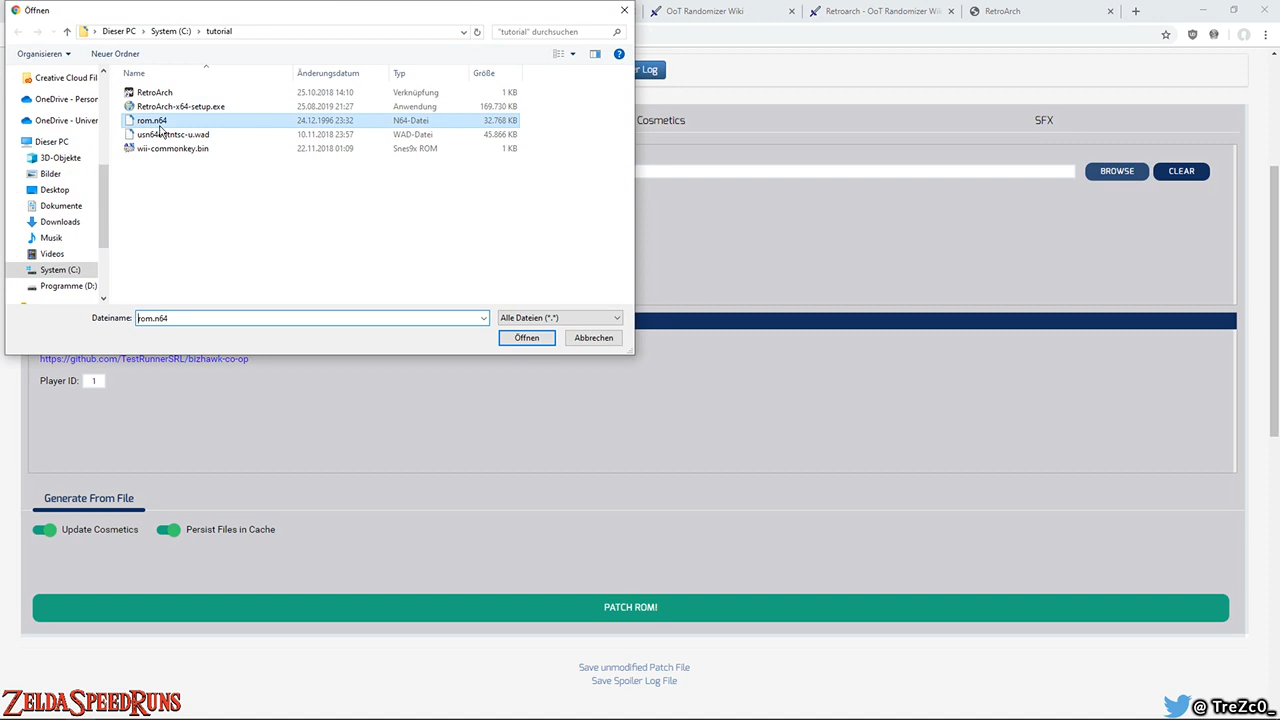 Öffnen
OoT Randomizer Wiki
Retroarch - OoT Randomizer Wik
RetroArch
Dieser PC
System (C:)
tutorial
"tutorial" durchsuchen
Organisieren
Neuer Ordner
r Log
Name
Änderungsdatum
Typ
Größe
Creative Cloud Fil
OneDrive - Person
OneDrive - Univer
Dieser PC
3D-Objekte
Bilder
Desktop
Dokumente
Downloads
Musik
Videos
System (C:)
Programme (D:)
RetroArch 25.10.2018 14:10 Verknüpfung 1 KB
RetroArch-x64-setup.exe 25.08.2019 21:27 Anwendung 169.730 KB
rom.n64 24.12.1996 23:32 N64-Datei 32.768 KB
10.11.2018 23:57 WAD-Datei 45.866 KB
wii-commonkey.bin 22.11.2018 01:09 Snes9x ROM 1 KB
Cosmetics
SFX
BROWSE
CLEAR
Dateiname: rom.n64
Alle Dateien (*.*)
Öffnen
Abbrechen
https://github.com/TestRunnerSRL/bizhawk-co-op
Player ID: 1
Generate From File
Update Cosmetics
Persist Files in Cache
PATCH ROM!
Save unmodified Patch File
Save Spoiler Log File
ZELDASPEEDRUNS
@ TreZc0_